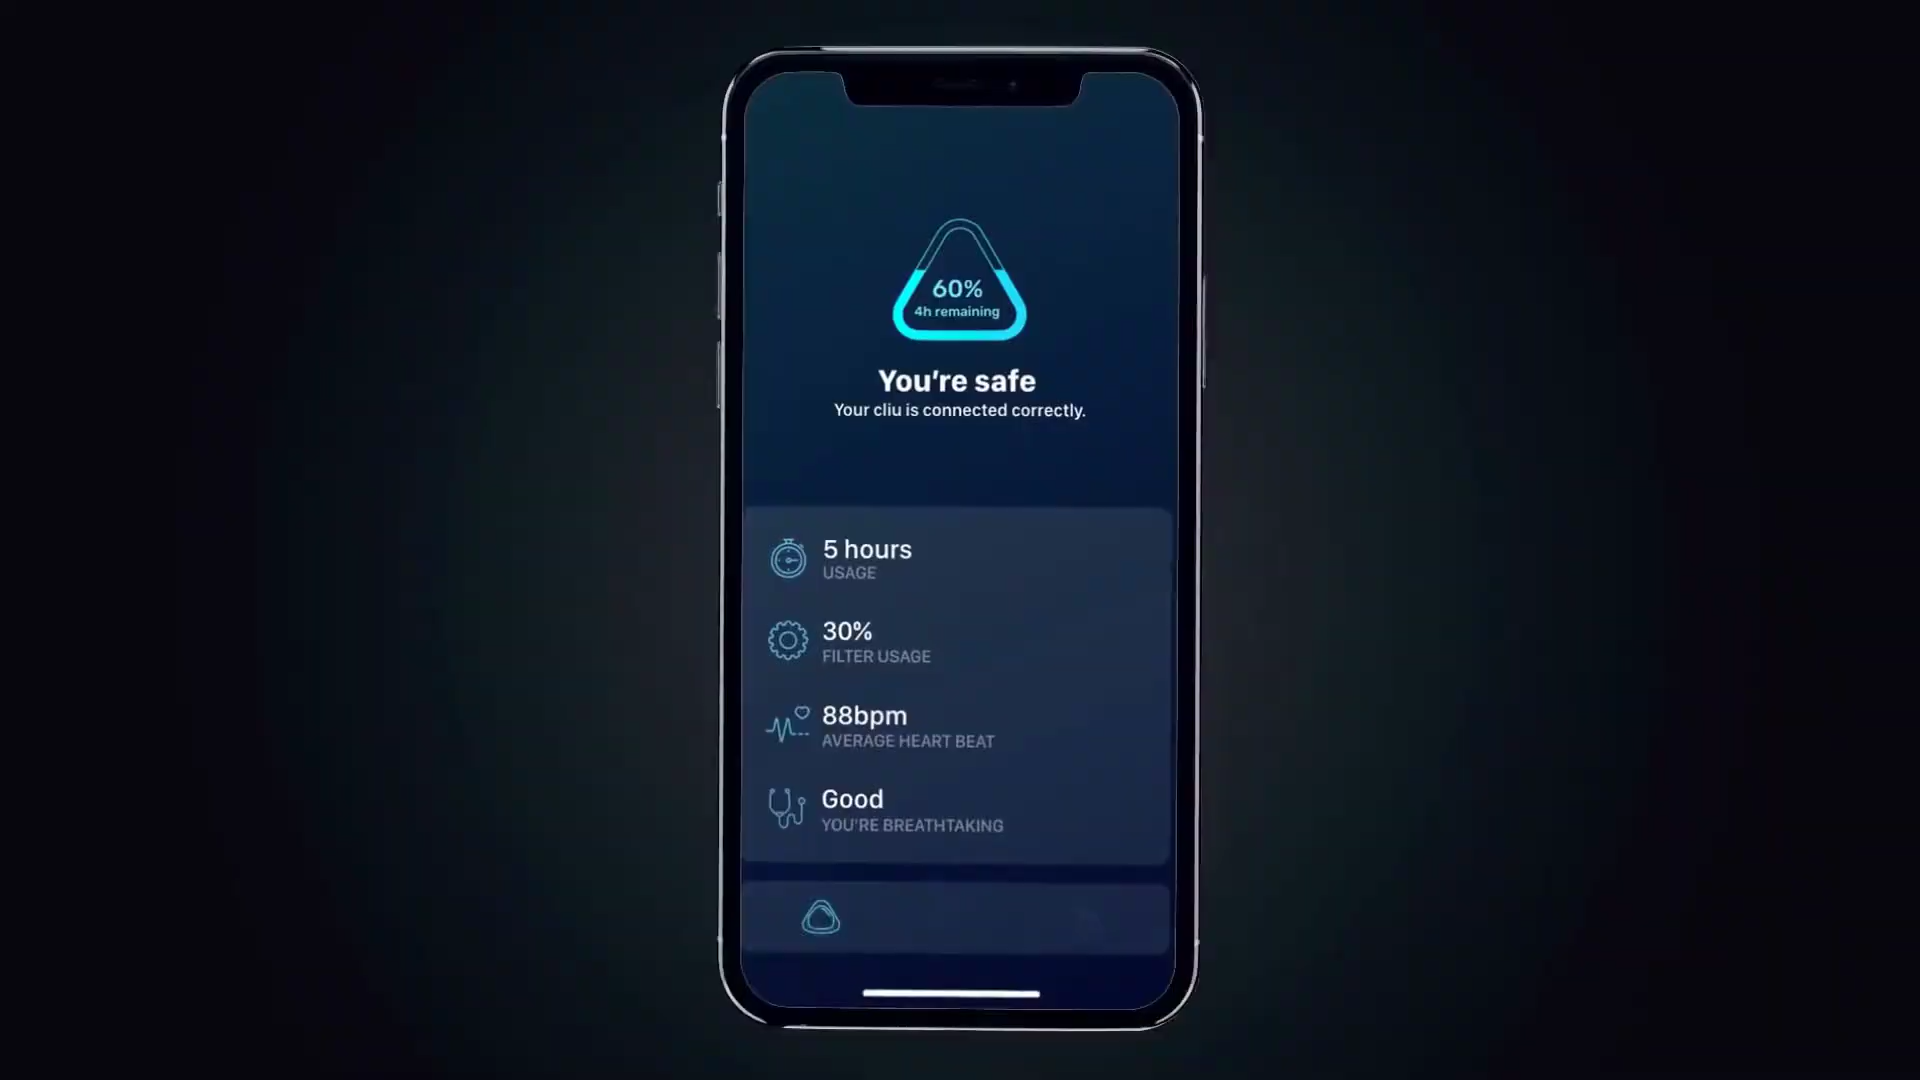 60%
4h remaining
You're safe
Your cliu is connected correctly.
5 hours
USAGE
30%
FILTER USAGE
88bpm
AVERAGE HEART BEAT
Good
YOU'RE BREATHTAKING